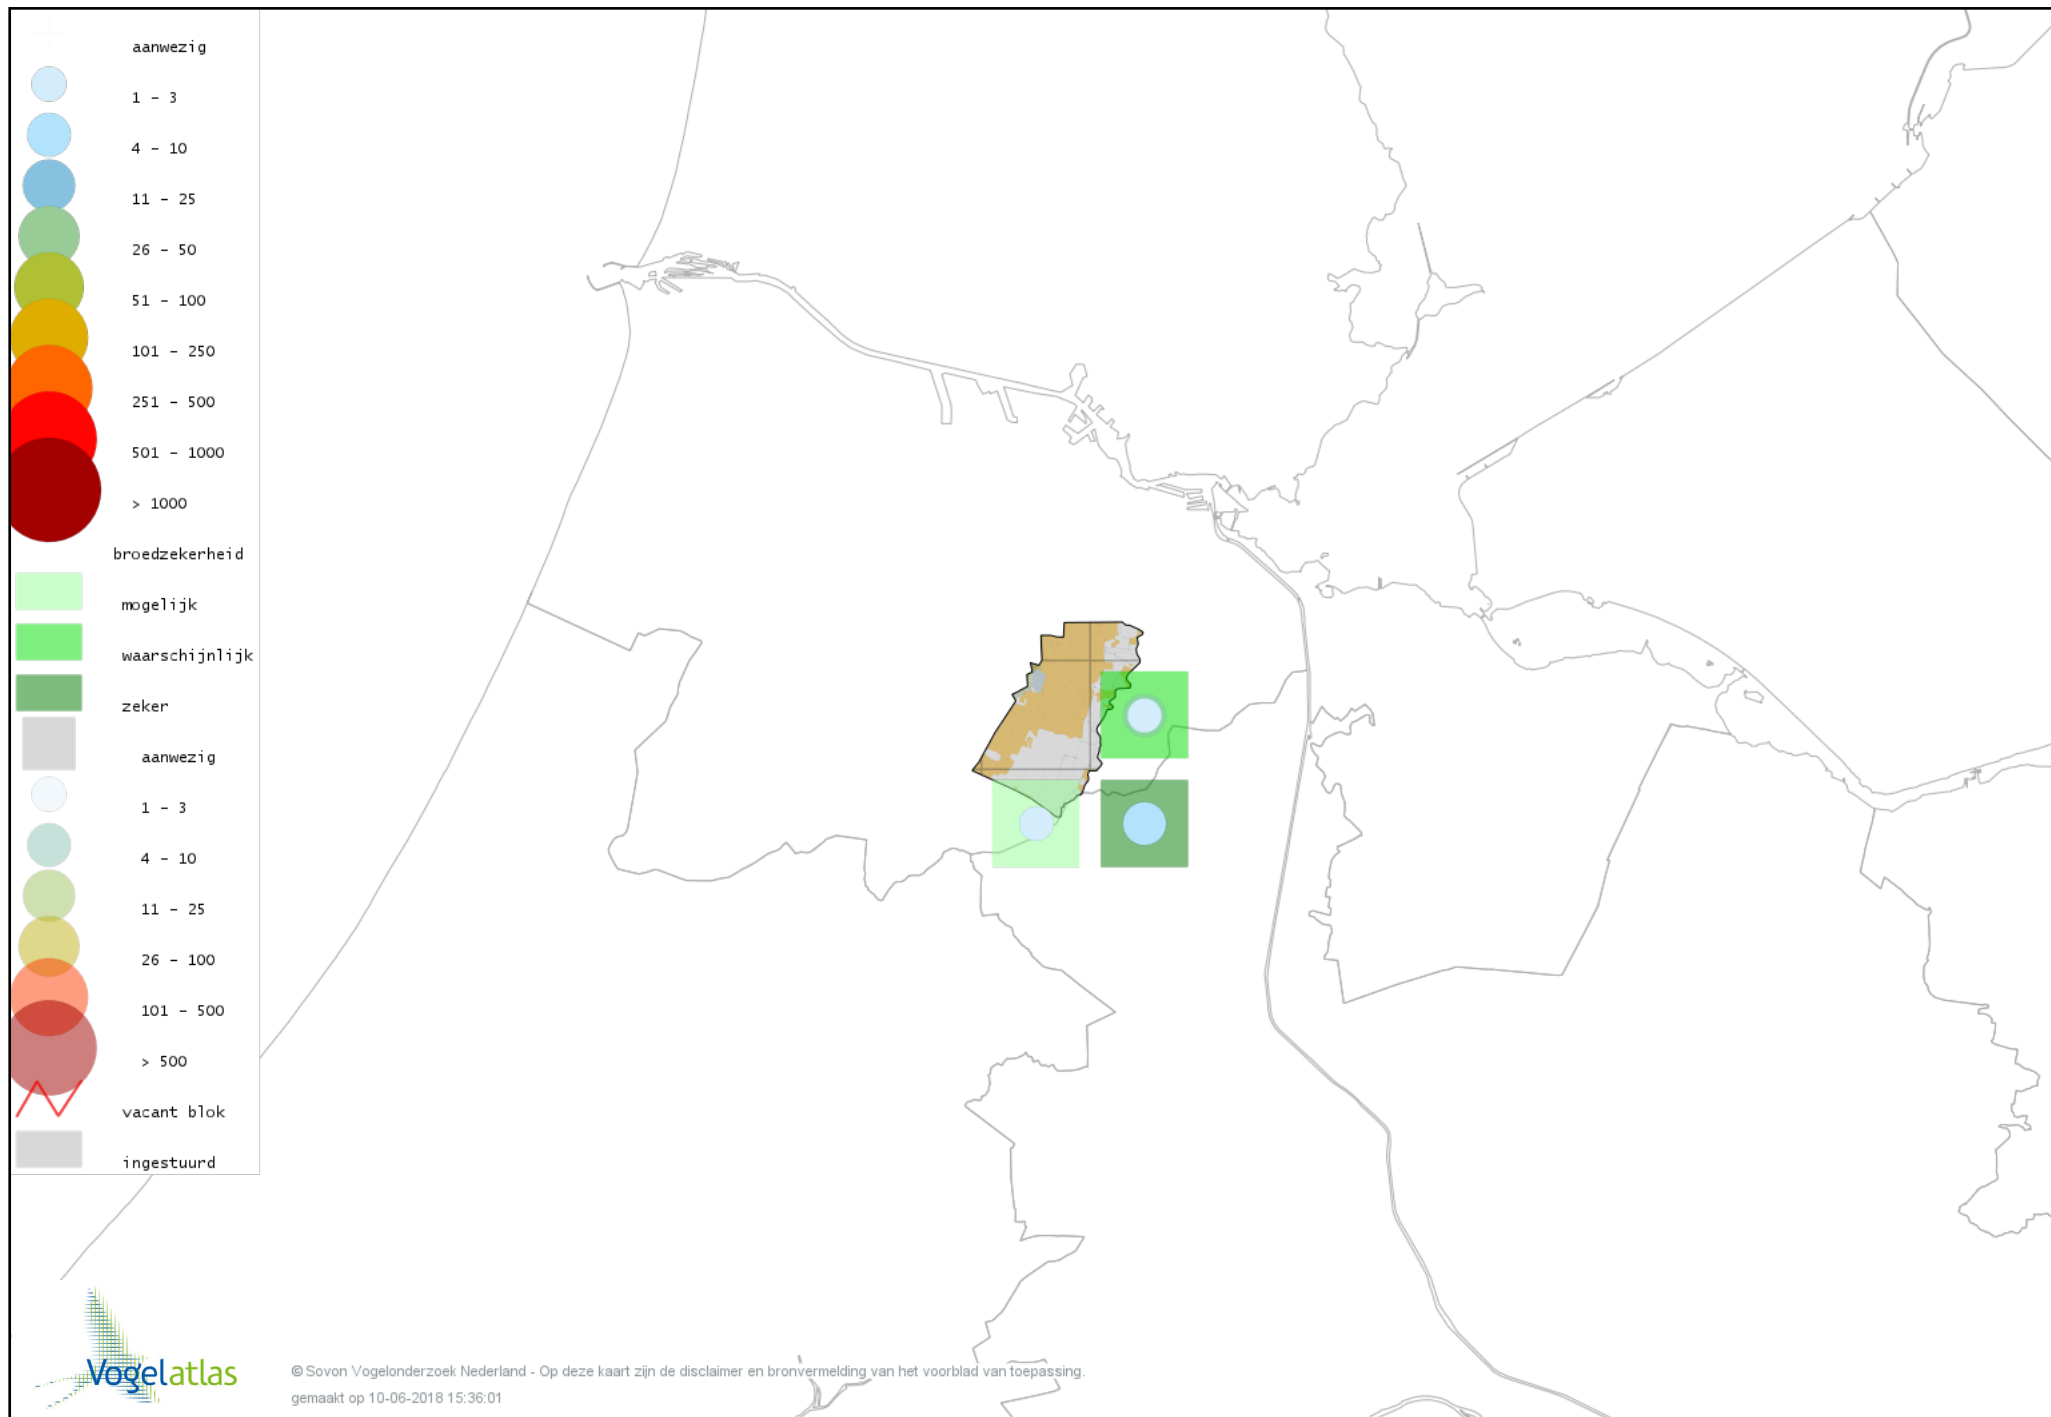 aanwezig
1 - 3
4 - 10
11 - 25
26 - 50
51 - 100
101 - 250
251 - 500
501 - 1000
> 1000
broedzekerheid
mogelijk
waarschijnlijk
zeker
aanwezig
1 - 3
4 - 10
11 - 25
26 - 100
101 - 500
> 500
vacant blok
ingestuurd
Vogelatlas
© Sovon Vogelonderzoek Nederland - Op deze kaart zijn de disclaimer en bronvermelding van het voorblad van toepassing.
gemaakt op 10-06-2018 15:36:01